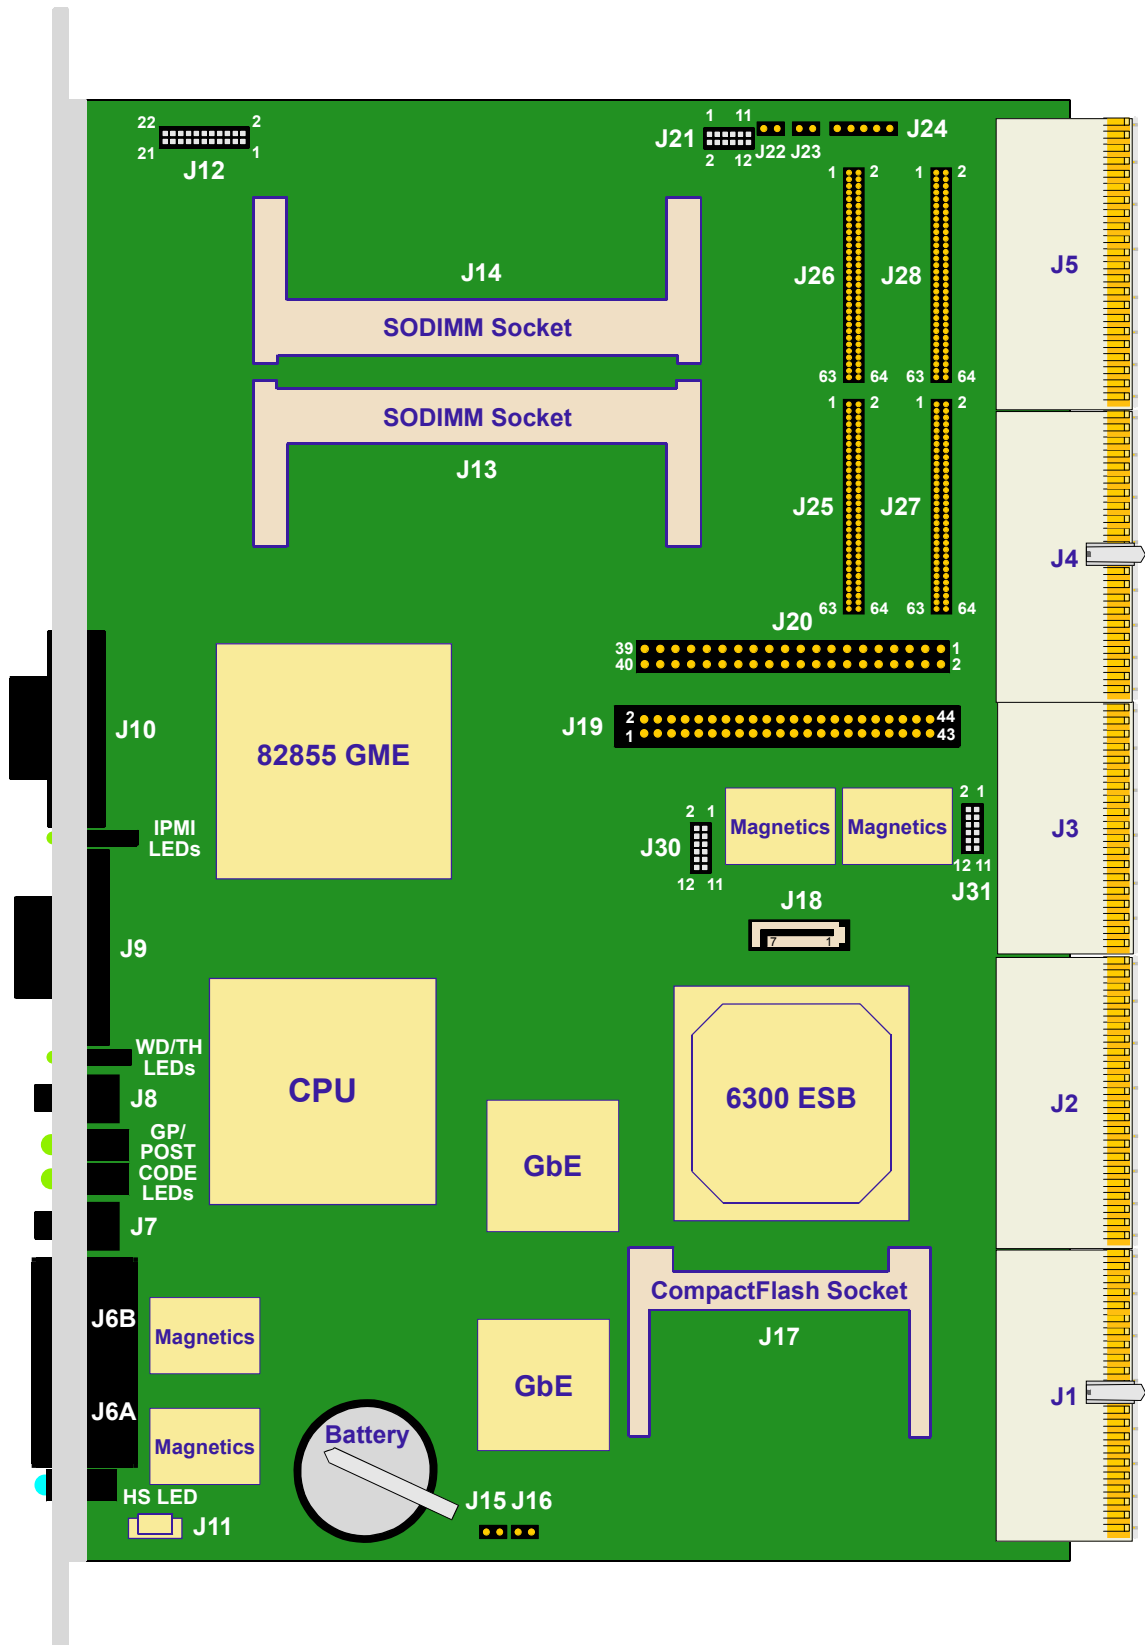 22 2
21 1
J12
1 11
J21
2 12
J22 J23
J24
1 2 1 2
J14
J26 J28
J5
SODIMM Socket
63 64 63 64
1 2 1 2
SODIMM Socket
J13
J25 J27
J4
63 64 63 64
J20
39 1
40 2
J10
J19
2 44
1 43
82855 GME
IPMI
LEDs
2 1
J30
12 11
Magnetics
Magnetics
2 1
12 11
J31
J3
J18
7 1
J9
WD/TH
LEDs
J8
CPU
6300 ESB
J2
GP/
POST
CODE
LEDs
GbE
J7
CompactFlash Socket
J6B
Magnetics
J17
GbE
J1
J6A
Magnetics
Battery
HS LED
J11
J15 J16